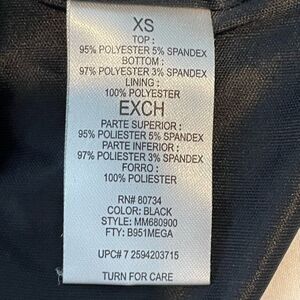 XS
TOP :
95% POLYESTER 5% SPANDEX
BOTTOM :
97% POLYESTER 3% SPANDEX
LINING :
100% POLYESTER
EXCH
PARTE SUPERIOR :
95% POLIESTER 5% SPANDEX
PARTE INFERIOR :
97% POLIESTER 3% SPANDEX
FORRO :
100% POLIESTER
RN# 80734
COLOR: BLACK
STYLE: MM680900
FTY: B951MEGA
UPC# 7 2594203715
TURN FOR CARE